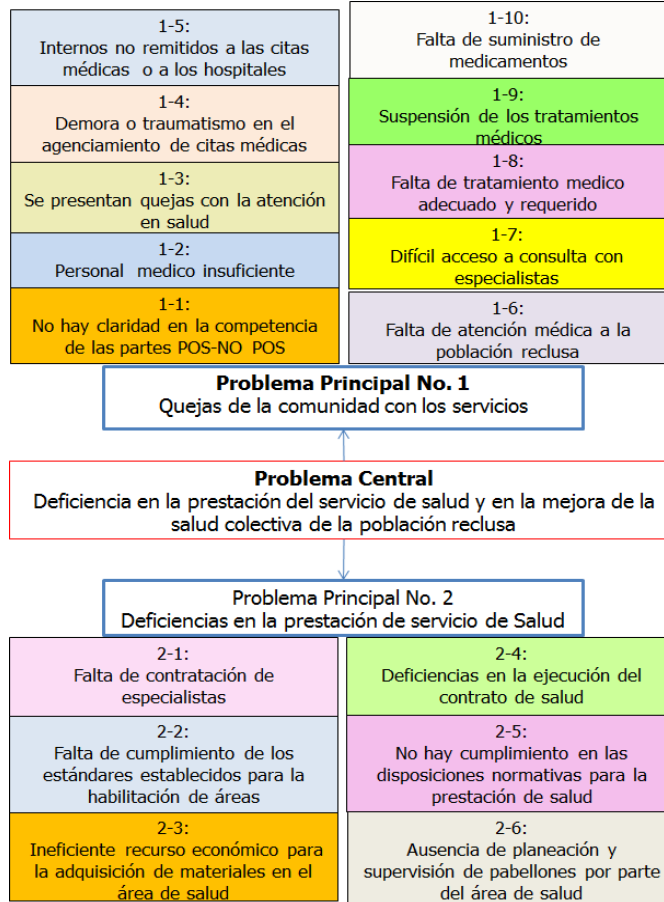 1-5:
Internos no remitidos a las citas
médicas o a los hospitales
1-4:
Demora o traumatismo en el
agenciamiento de citas médicas
1-3:
Se presentan quejas con la atención
en salud
1-2:
Personal medico insuficiente
1-1:
No hay claridad en la competencia
de las partes POS-NO POS
1-10:
Falta de suministro de
medicamentos
1-9:
Suspensión de los tratamientos
médicos
1-8:
Falta de tratamiento medico
adecuado y requerido
1-7:
Difícil acceso a consulta con
especialistas
1-6:
Falta de atención médica a la
población reclusa
Problema Principal No. 1
Quejas de la comunidad con los servicios
Problema Central
Deficiencia en la prestación del servicio de salud y en la mejora de la
salud colectiva de la población reclusa
Problema Principal No. 2
Deficiencias en la prestación de servicio de Salud
2-1:
Falta de contratación de
especialistas
2-2:
Falta de cumplimiento de los
estándares establecidos para la
habilitación de áreas
2-3:
Ineficiente recurso económico para
la adquisición de materiales en el
área de salud
2-4:
Deficiencias en la ejecución del
contrato de salud
2-5:
No hay cumplimiento en las
disposiciones normativas para la
prestación de salud
2-6:
Ausencia de planeación y
supervisión de pabellones por parte
del área de salud